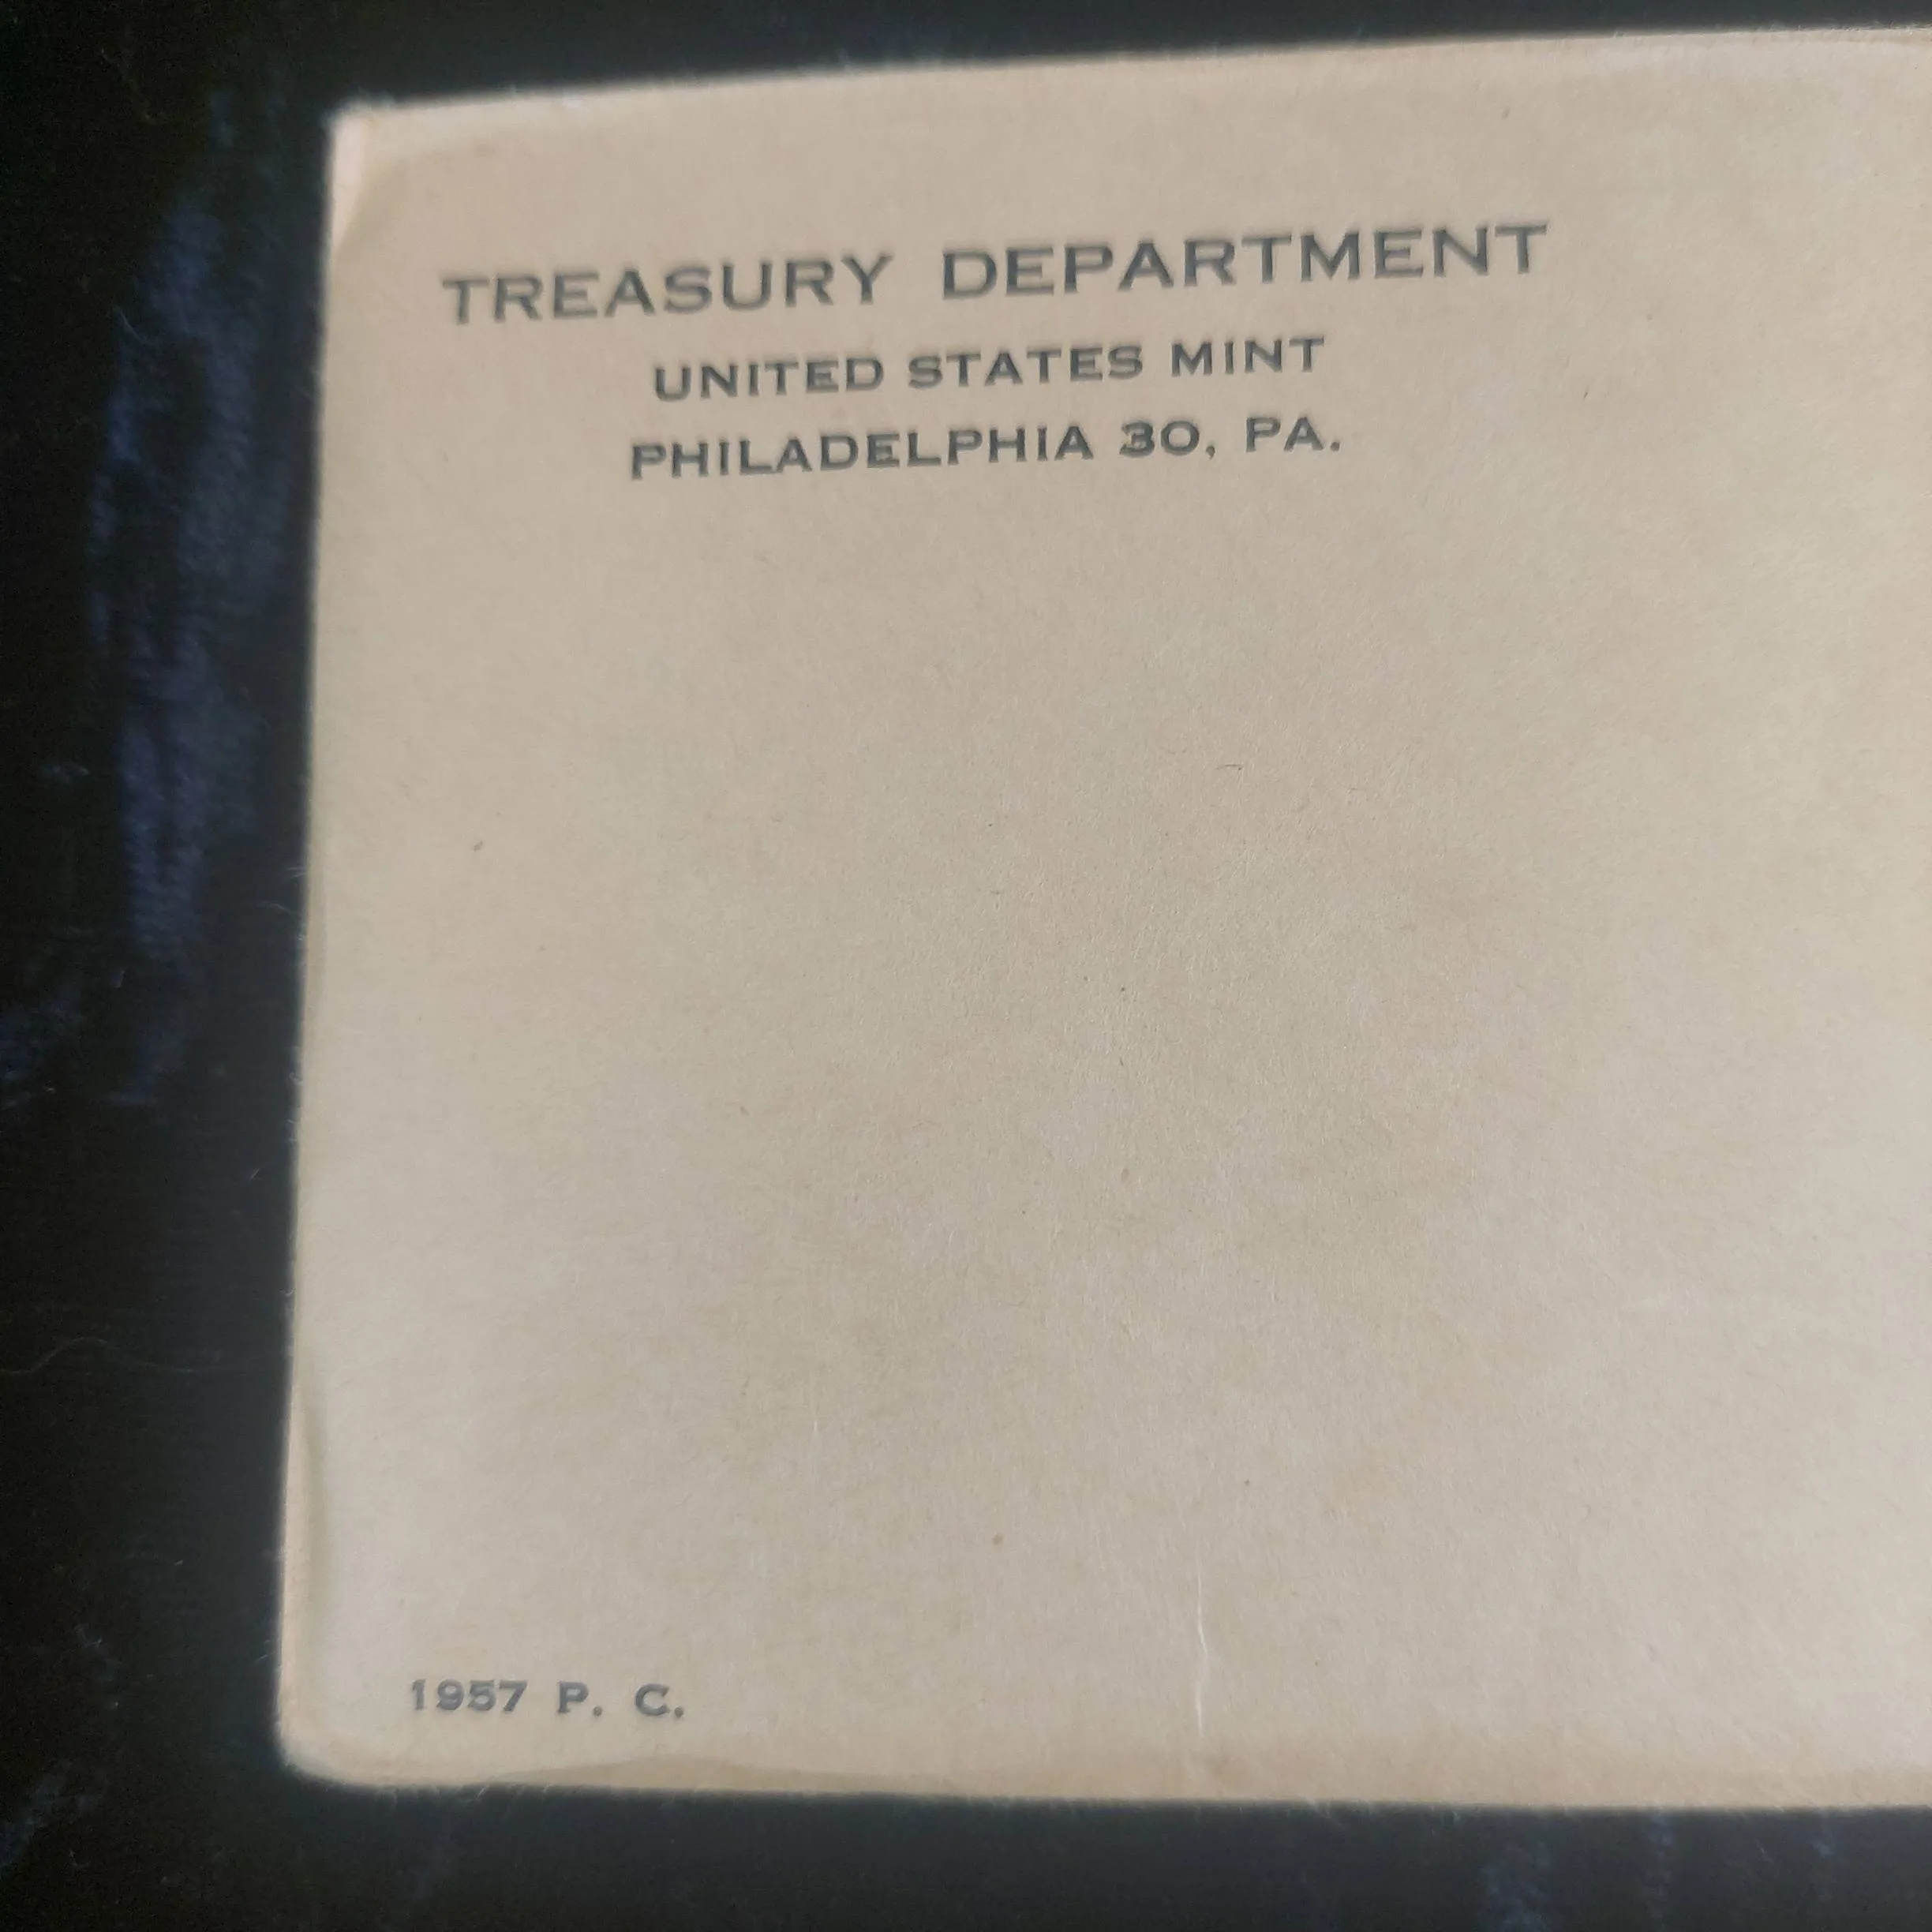 TREASURY DEPARTMENT
UNITED STATES MINT
PHILADELPHIA 30, PA.
1957 P. C.